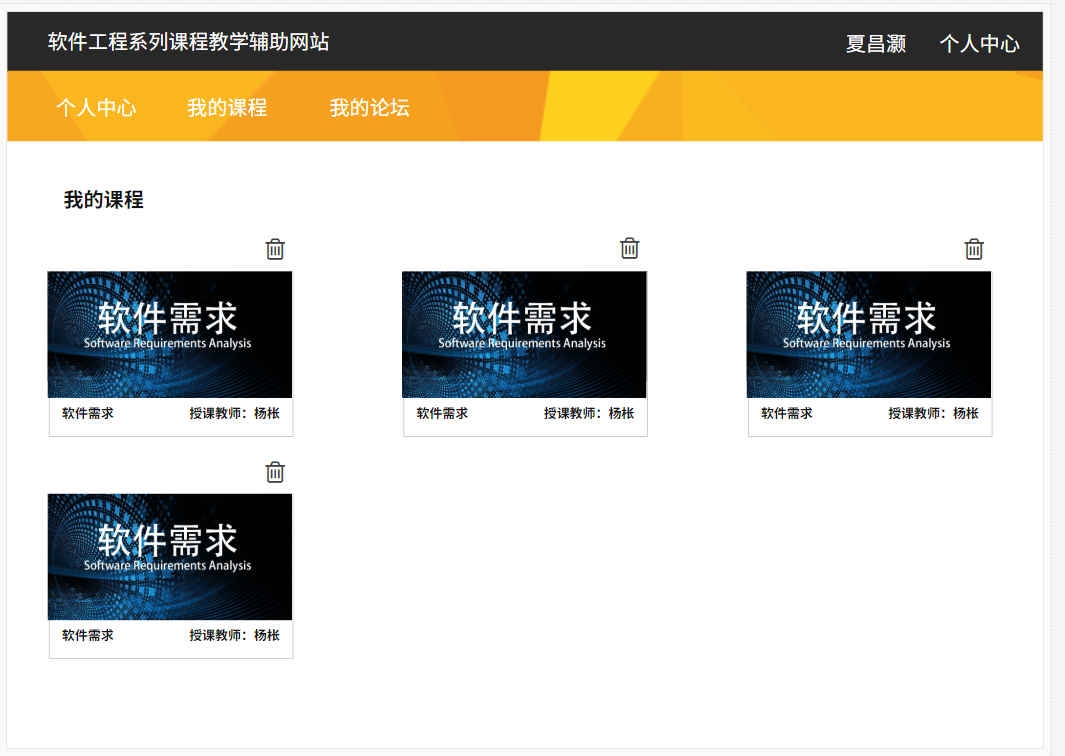 软件工程系列课程教学辅助网站 夏昌灏 个人中心
个人中心 我的课程 我的论坛
我的课程
软件需求 软件需求 软件需求
Software Requirements Analysis Software Requirements Analysis Software Requirements Analysis
软件需求 授课教师：杨枨 软件需求 授课教师：杨枨 软件需求 授课教师：杨枨
软件需求
Software Requirements Analysis
软件需求 授课教师：杨枨